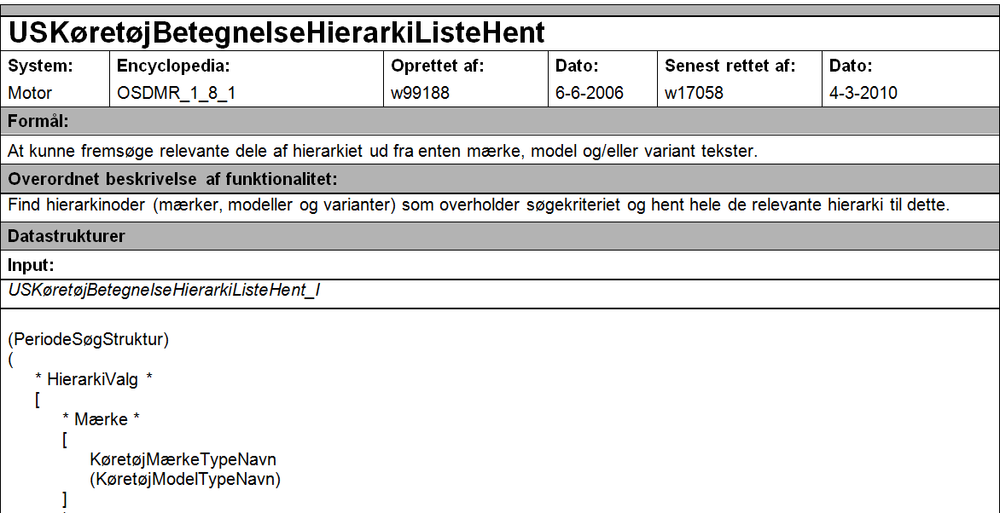 USKøretøjBetegnelseHierarkiListeHent
System: Encyclopedia: Oprettet af: Dato: Senest rettet af: Dato:
Motor OSDMR_1_8_1 w99188 6-6-2006 w17058 4-3-2010
Formål:
At kunne fremsøge relevante dele af hierarkiet ud fra enten mærke, model og/eller variant tekster.
Overordnet beskrivelse af funktionalitet:
Find hierarkinoder (mærker, modeller og varianter) som overholder søgekriteriet og hent hele de relevante hierarki til dette.
Datastrukturer
Input:
USKøretøjBetegnelseHierarkiListeHent_I
(PeriodeSøgStruktur)
(
* HierarkiValg *
[
* Mærke *
[
KøretøjMærkeTypeNavn
(KøretøjModelTypeNavn)
]